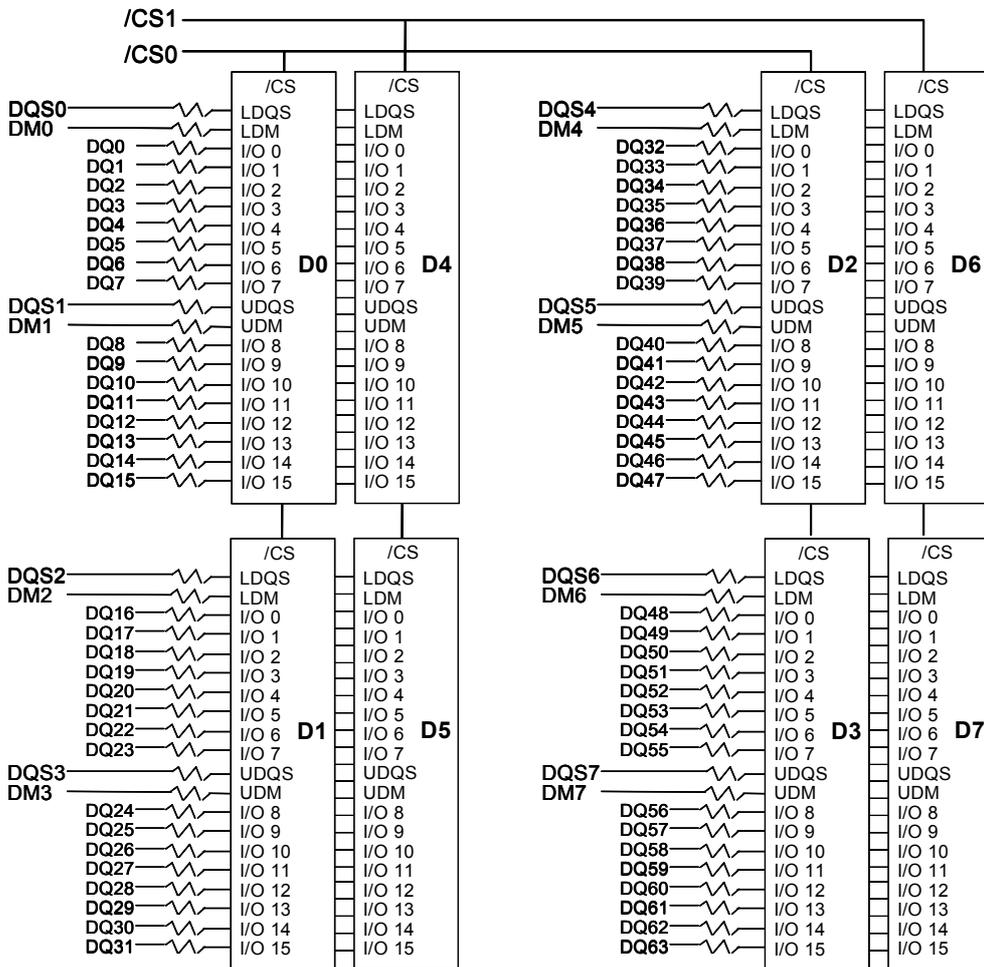 /CS1
/CS0
/CS /CS /CS /CS
DQS0 LDQS LDQS DQS4 LDQS LDQS
DM0 LDM LDM DM4 LDM LDM
DQ0 I/O 0 I/O 0 DQ32 I/O 0 I/O 0
DQ1 I/O 1 I/O 1 DQ33 I/O 1 I/O 1
DQ2 I/O 2 I/O 2 DQ34 I/O 2 I/O 2
DQ3 I/O 3 I/O 3 DQ35 I/O 3 I/O 3
DQ4 I/O 4 I/O 4 DQ36 I/O 4 I/O 4
DQ5 I/O 5 I/O 5 DQ37 I/O 5 I/O 5
DQ6 I/O 6 D0 I/O 6 D4 DQ38 I/O 6 D2 I/O 6 D6
DQ7 I/O 7 I/O 7 DQ39 I/O 7 I/O 7
DQS1 UDQS UDQS DQS5 UDQS UDQS
DM1 UDM UDM DM5 UDM UDM
DQ8 I/O 8 I/O 8 DQ40 I/O 8 I/O 8
DQ9 I/O 9 I/O 9 DQ41 I/O 9 I/O 9
DQ10 I/O 10 I/O 10 DQ42 I/O 10 I/O 10
DQ11 I/O 11 I/O 11 DQ43 I/O 11 I/O 11
DQ12 I/O 12 I/O 12 DQ44 I/O 12 I/O 12
DQ13 I/O 13 I/O 13 DQ45 I/O 13 I/O 13
DQ14 I/O 14 I/O 14 DQ46 I/O 14 I/O 14
DQ15 I/O 15 I/O 15 DQ47 I/O 15 I/O 15
/CS /CS /CS /CS
DQS2 LDQS LDQS DQS6 LDQS LDQS
DM2 LDM LDM DM6 LDM LDM
DQ16 I/O 0 I/O 0 DQ48 I/O 0 I/O 0
DQ17 I/O 1 I/O 1 DQ49 I/O 1 I/O 1
DQ18 I/O 2 I/O 2 DQ50 I/O 2 I/O 2
DQ19 I/O 3 I/O 3 DQ51 I/O 3 I/O 3
DQ20 I/O 4 I/O 4 DQ52 I/O 4 I/O 4
DQ21 I/O 5 I/O 5 DQ53 I/O 5 I/O 5
DQ22 I/O 6 D1 I/O 6 D5 DQ54 I/O 6 D3 I/O 6 D7
DQ23 I/O 7 I/O 7 DQ55 I/O 7 I/O 7
DQS3 UDQS UDQS DQS7 UDQS UDQS
DM3 UDM UDM DM7 UDM UDM
DQ24 I/O 8 I/O 8 DQ56 I/O 8 I/O 8
DQ25 I/O 9 I/O 9 DQ57 I/O 9 I/O 9
DQ26 I/O 10 I/O 10 DQ58 I/O 10 I/O 10
DQ27 I/O 11 I/O 11 DQ59 I/O 11 I/O 11
DQ28 I/O 12 I/O 12 DQ60 I/O 12 I/O 12
DQ29 I/O 13 I/O 13 DQ61 I/O 13 I/O 13
DQ30 I/O 14 I/O 14 DQ62 I/O 14 I/O 14
DQ31 I/O 15 I/O 15 DQ63 I/O 15 I/O 15